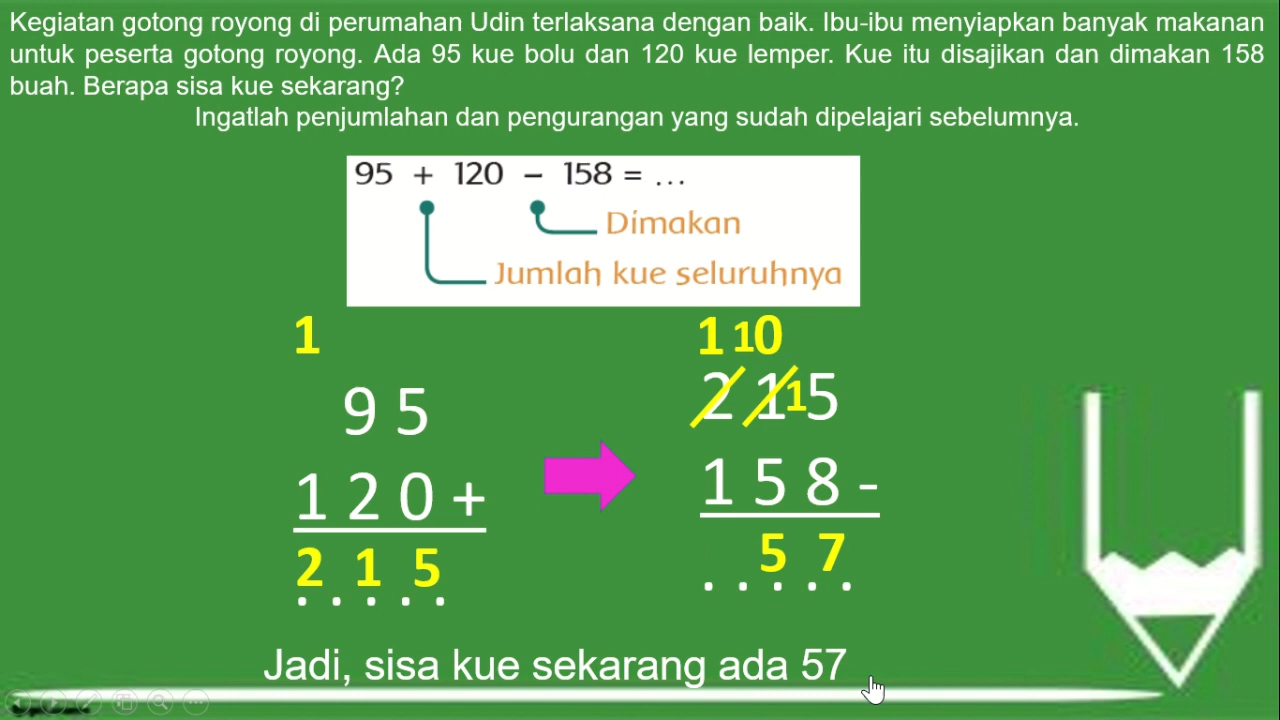 Kegiatan gotong royong di perumahan Udin terlaksana dengan baik. Ibu-ibu menyiapkan banyak makanan
untuk peserta gotong royong. Ada 95 kue bolu dan 120 kue lemper. Kue itu disajikan dan dimakan 158
buah. Berapa sisa kue sekarang?
Ingatlah penjumlahan dan pengurangan yang sudah dipelajari sebelumnya.
95 + 120 – 158 = ...
Dimakan
Jumlah kue seluruhnya
1
9 5
1 2 0 +
2 1 5
. . . . .
1 10
2 1 15
1 5 8 -
5 7
. . . . .
Jadi, sisa kue sekarang ada 57